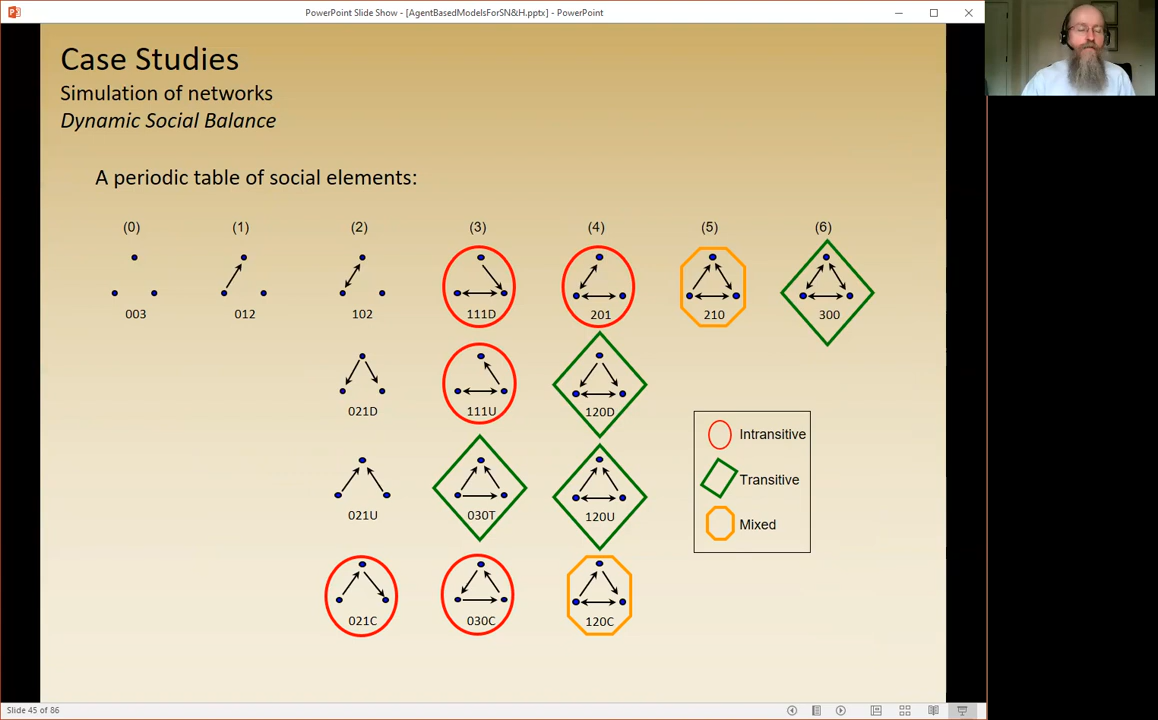 PowerPoint Slide Show - [AgentBasedModelsForSN&H.pptx] - PowerPoint
Case Studies
Simulation of networks
Dynamic Social Balance
A periodic table of social elements:
(0) (1) (2) (3) (4) (5) (6)
003 012 102 111D 201 210 300
021D 111U 120D
021U 030T 120U
021C 030C 120C
Intransitive
Transitive
Mixed
Slide 45 of 86